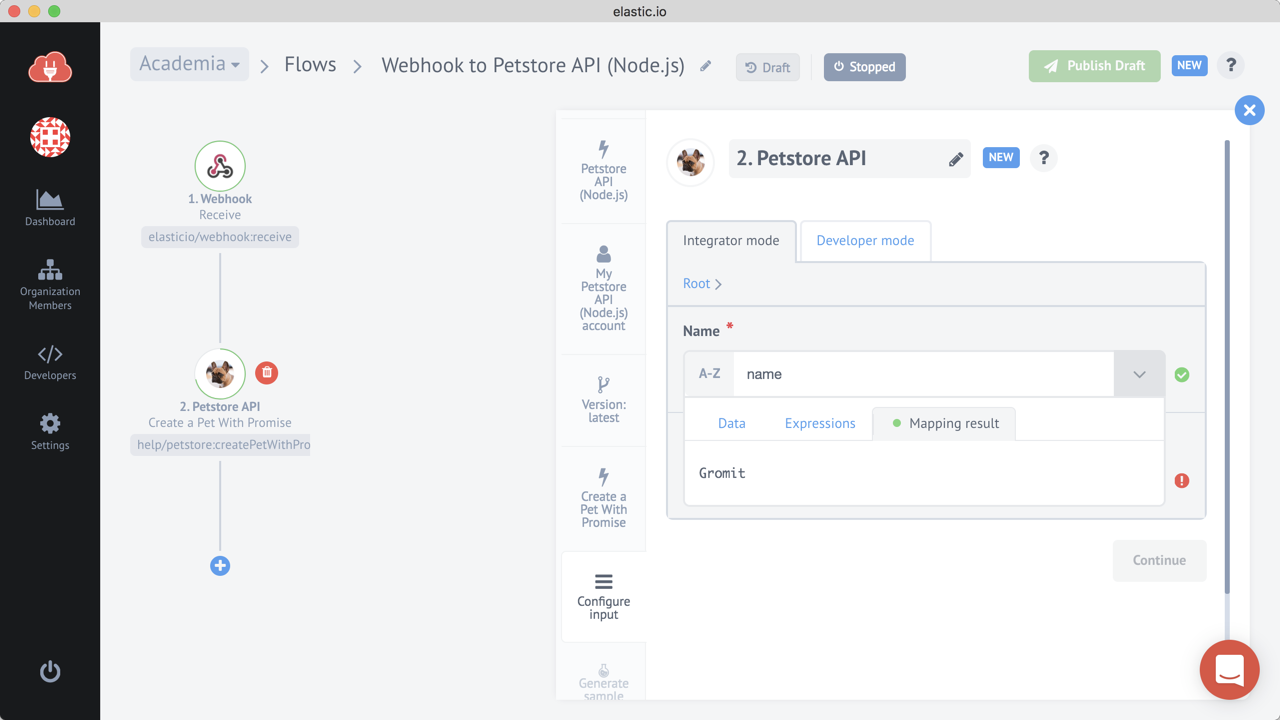 elastic.io
Academia
Flows
Webhook to Petstore API (Node.js)
Draft
Stopped
Publish Draft
NEW
?
Dashboard
Organization
Members
Developers
Settings
1. Webhook
Receive
elasticio/webhook:receive
2. Petstore API
Create a Pet With Promise
help/petstore:createPetWithPro
Petstore
API
(Node.js)
My
Petstore
API
(Node.js)
account
Version:
latest
Create a
Pet With
Promise
Configure
input
Generate
sample
2. Petstore API
NEW
?
Integrator mode
Developer mode
Root
Name *
A-Z
name
Data
Expressions
Mapping result
Gromit
Continue